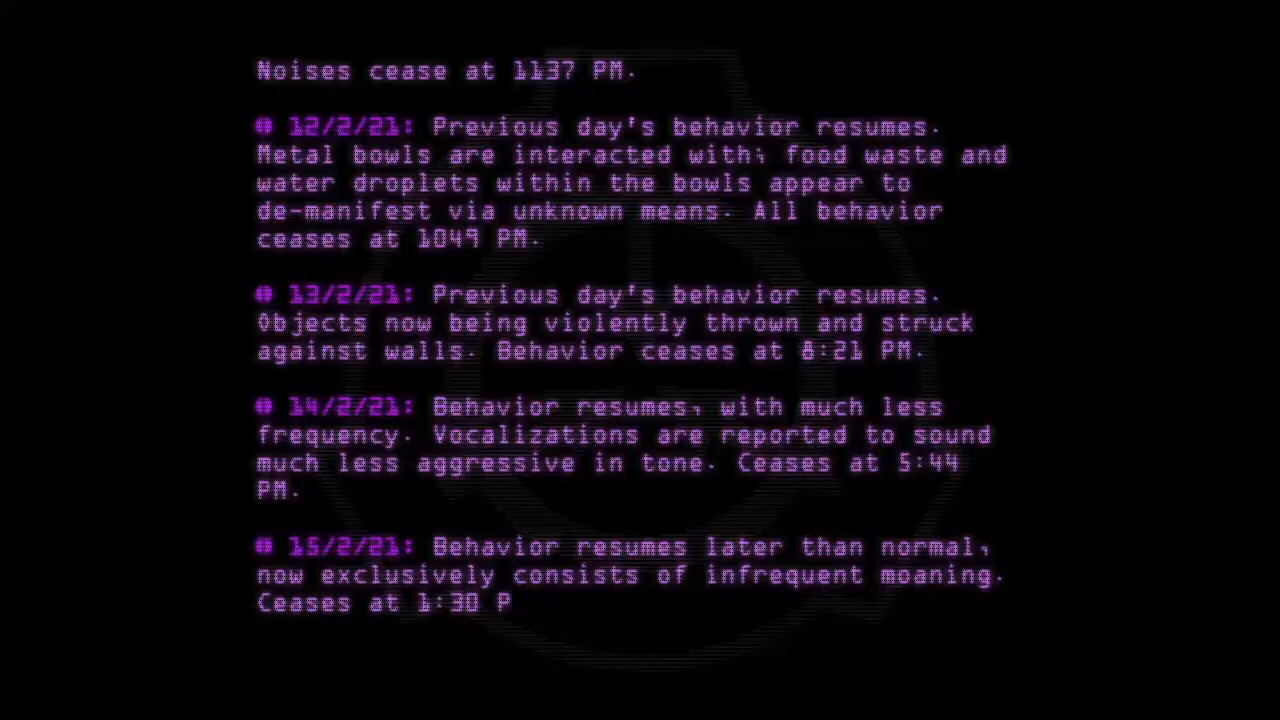 Noises cease at 1137 PM.
● 12/2/21: Previous day's behavior resumes.
Metal bowls are interacted with; food waste and
water droplets within the bowls appear to
de-manifest via unknown means. All behavior
ceases at 1049 PM.
● 13/2/21: Previous day's behavior resumes.
Objects now being violently thrown and struck
against walls. Behavior ceases at 8:21 PM.
● 14/2/21: Behavior resumes, with much less
frequency. Vocalizations are reported to sound
much less aggressive in tone. Ceases at 5:44
PM.
● 15/2/21: Behavior resumes later than normal,
now exclusively consists of infrequent moaning.
Ceases at 1:30 P